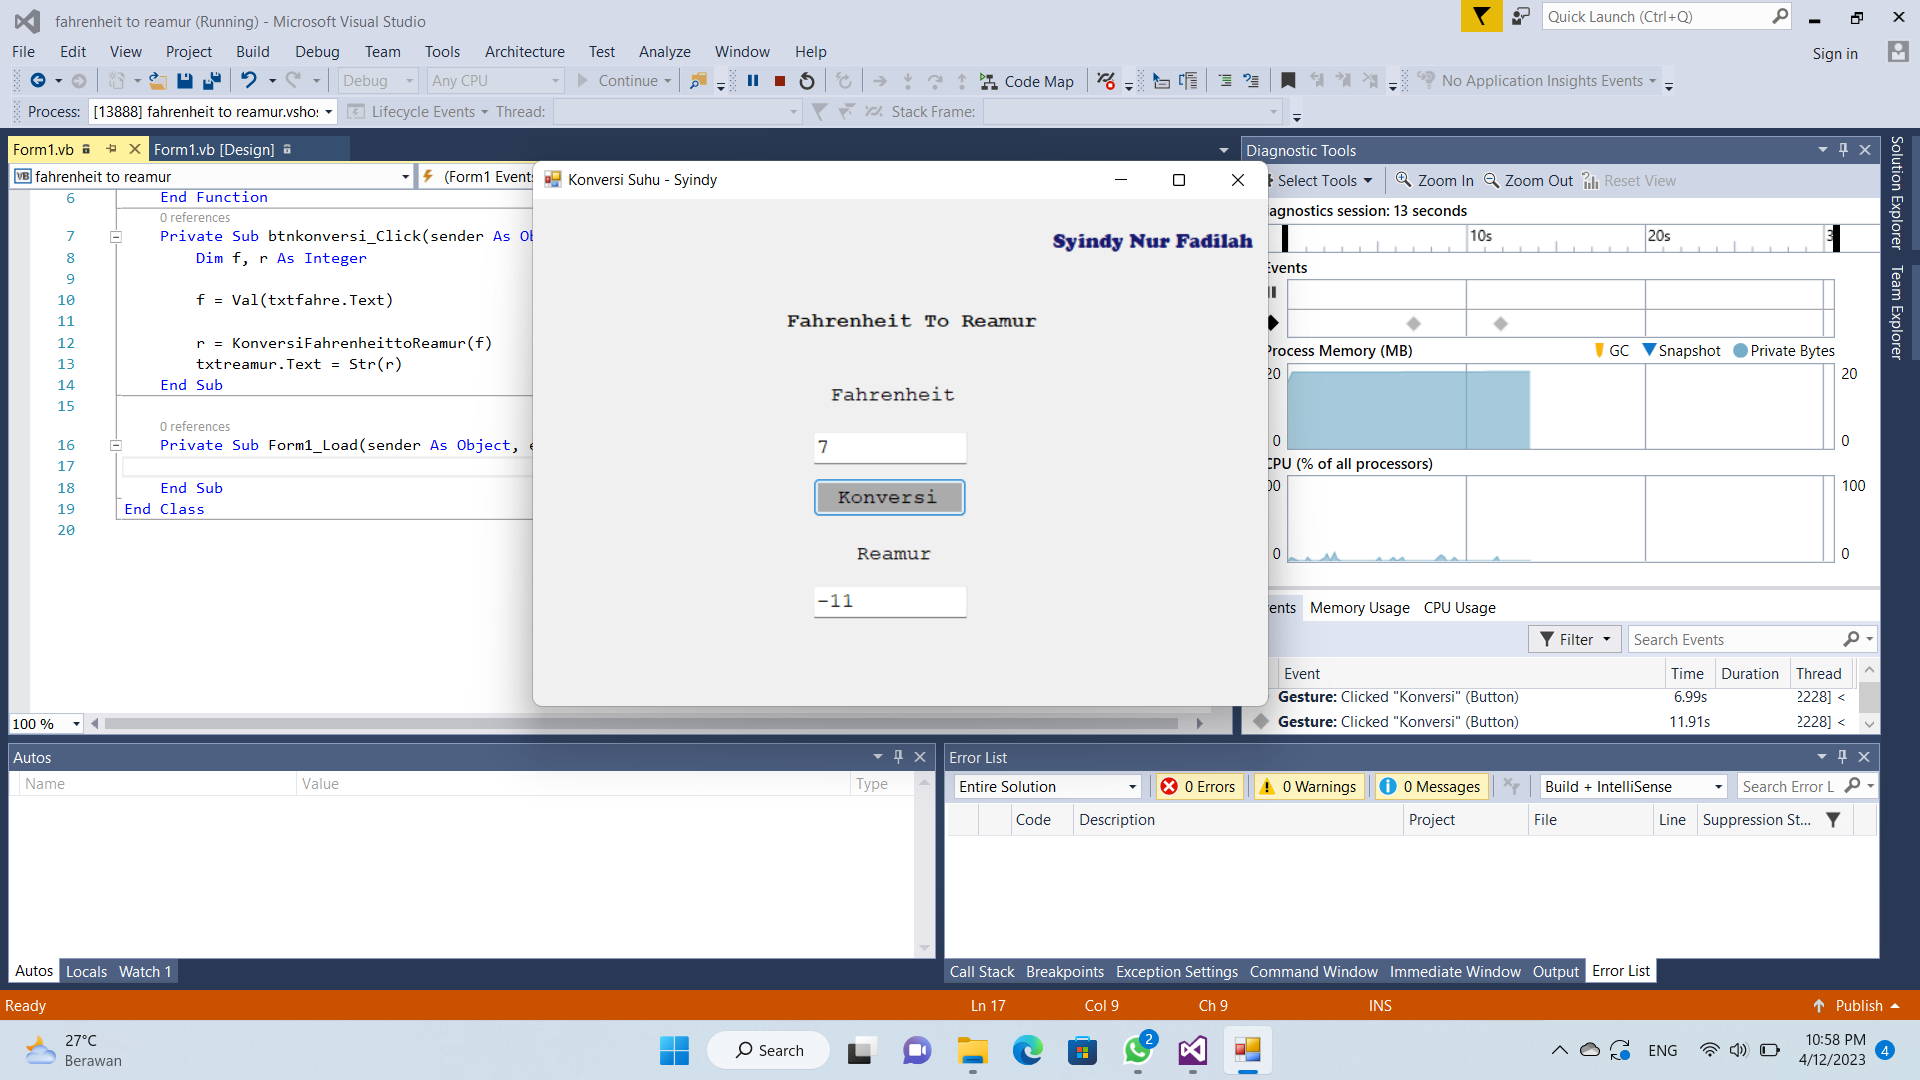 fahrenheit to reamur (Running) - Microsoft Visual Studio
Quick Launch (Ctrl+Q)
File Edit View Project Build Debug Team Tools Architecture Test Analyze Window Help
Sign in
Debug Any CPU Continue Code Map No Application Insights Events
Process: [13888] fahrenheit to reamur.vshos Lifecycle Events Thread: Stack Frame:
Form1.vb Form1.vb [Design]
VB fahrenheit to reamur (Form1 Events
6 End Function
0 references
7 Private Sub btnkonversi_Click(sender As Ob
8 Dim f, r As Integer
9
10 f = Val(txtfahre.Text)
11
12 r = KonversiFahrenheittoReamur(f)
13 txtreamur.Text = Str(r)
14 End Sub
15
0 references
16 Private Sub Form1_Load(sender As Object, e
17
18 End Sub
19 End Class
20
100 %
Konversi Suhu - Syindy
Syindy Nur Fadilah
Fahrenheit To Reamur
Fahrenheit
7
Konversi
Reamur
-11
Diagnostic Tools
Select Tools Zoom In Zoom Out Reset View
agnostics session: 13 seconds
10s 20s 3
Events
Process Memory (MB) GC Snapshot Private Bytes
20 20
0 0
CPU (% of all processors)
00 100
0 0
ents Memory Usage CPU Usage
Filter Search Events
Event Time Duration Thread
Gesture: Clicked "Konversi" (Button) 6.99s 2228] <
Gesture: Clicked "Konversi" (Button) 11.91s 2228] <
Solution Explorer
Team Explorer
Autos
Name Value Type
Autos Locals Watch 1
Error List
Entire Solution 0 Errors 0 Warnings 0 Messages Build + IntelliSense Search Error L
Code Description Project File Line Suppression St...
Call Stack Breakpoints Exception Settings Command Window Immediate Window Output Error List
Ready Ln 17 Col 9 Ch 9 INS Publish
27°C
Berawan
Search
2
ENG
10:58 PM
4/12/2023
4